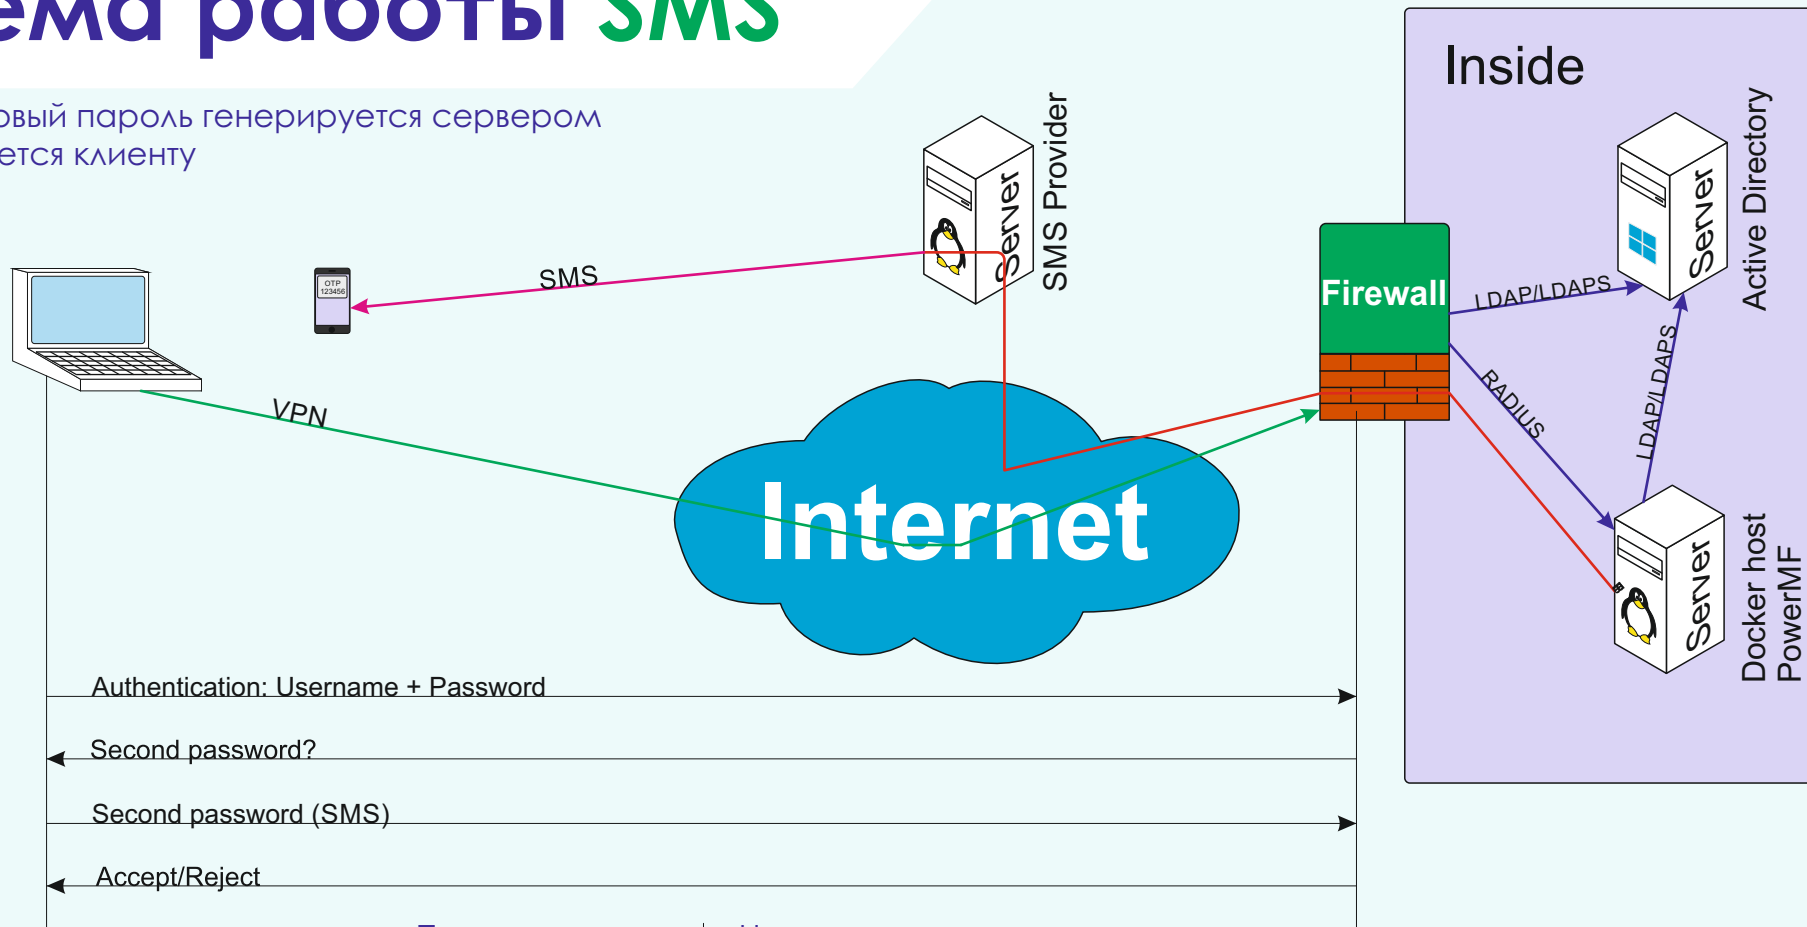 ема работы SMS
овый пароль генерируется сервером
ется клиенту
Inside
Server
SMS Provider
Server
Active Directory
OTP
123456
SMS
Firewall
LDAP/LDAPS
RADIUS
LDAP/LDAPS
VPN
Internet
Server
Docker host
PowerMF
Authentication: Username + Password
Second password?
Second password (SMS)
Accept/Reject